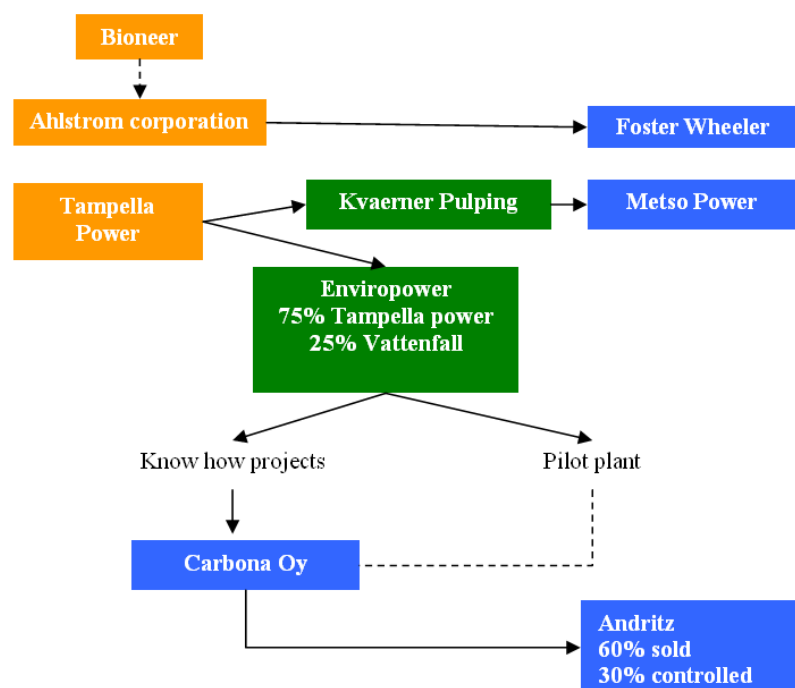 Bioneer
Ahlstrom corporation
Foster Wheeler
Tampella
Power
Kvaerner Pulping
Metso Power
Enviropower
75% Tampella power
25% Vattenfall
Know how projects
Pilot plant
Carbona Oy
Andritz
60% sold
30% controlled